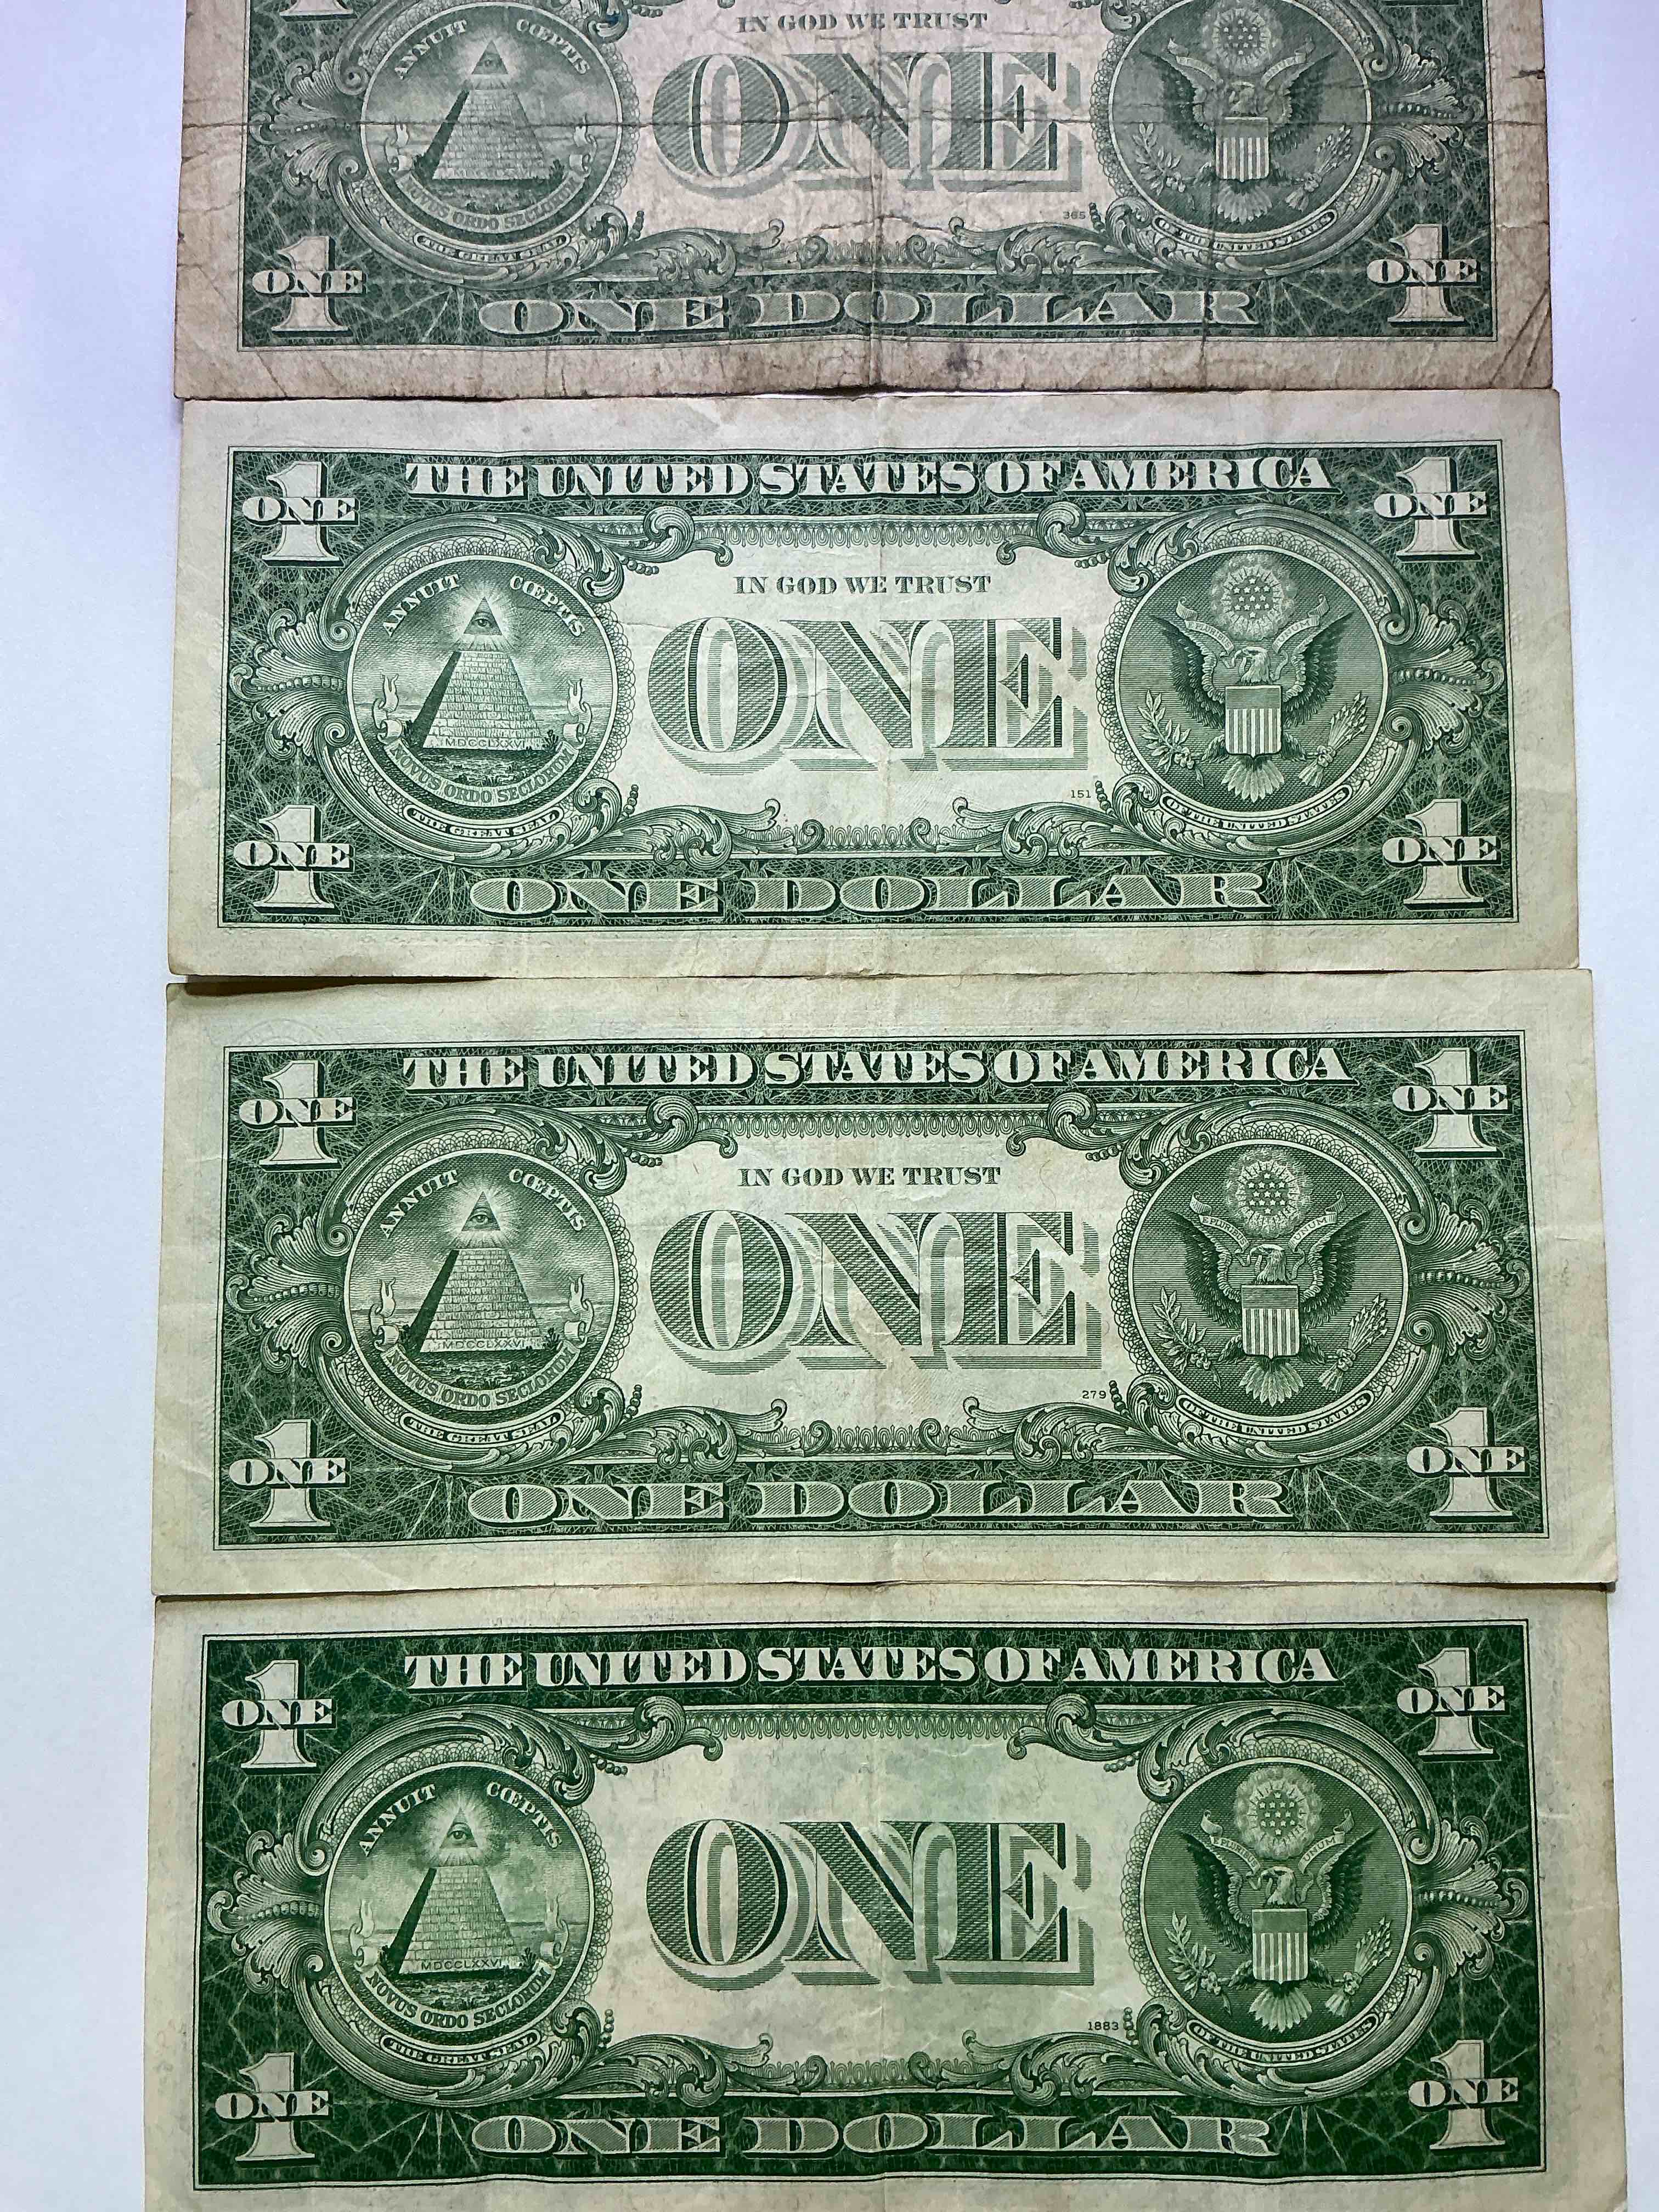 ANNUIT CŒPTIS
IN GOD WE TRUST
ONE
NOVUS ORDO SECLORUM
THE GREAT SEAL
365
OF THE UNITED STATES
1 ONE
ONE DOLLAR
1 ONE
1 ONE
THE UNITED STATES OF AMERICA
1 ONE
ANNUIT CŒPTIS
IN GOD WE TRUST
E PLURIBUS UNUM
ONE
MDCCLXXVI
NOVUS ORDO SECLORUM
THE GREAT SEAL
151
OF THE UNITED STATES
1 ONE
ONE DOLLAR
1 ONE
1 ONE
THE UNITED STATES OF AMERICA
1 ONE
ANNUIT CŒPTIS
IN GOD WE TRUST
E PLURIBUS UNUM
ONE
MDCCLXXVI
NOVUS ORDO SECLORUM
THE GREAT SEAL
279
OF THE UNITED STATES
1 ONE
ONE DOLLAR
1 ONE
1 ONE
THE UNITED STATES OF AMERICA
1 ONE
ANNUIT CŒPTIS
E PLURIBUS UNUM
ONE
MDCCLXXVI
NOVUS ORDO SECLORUM
THE GREAT SEAL
1883
OF THE UNITED STATES
1 ONE
ONE DOLLAR
1 ONE